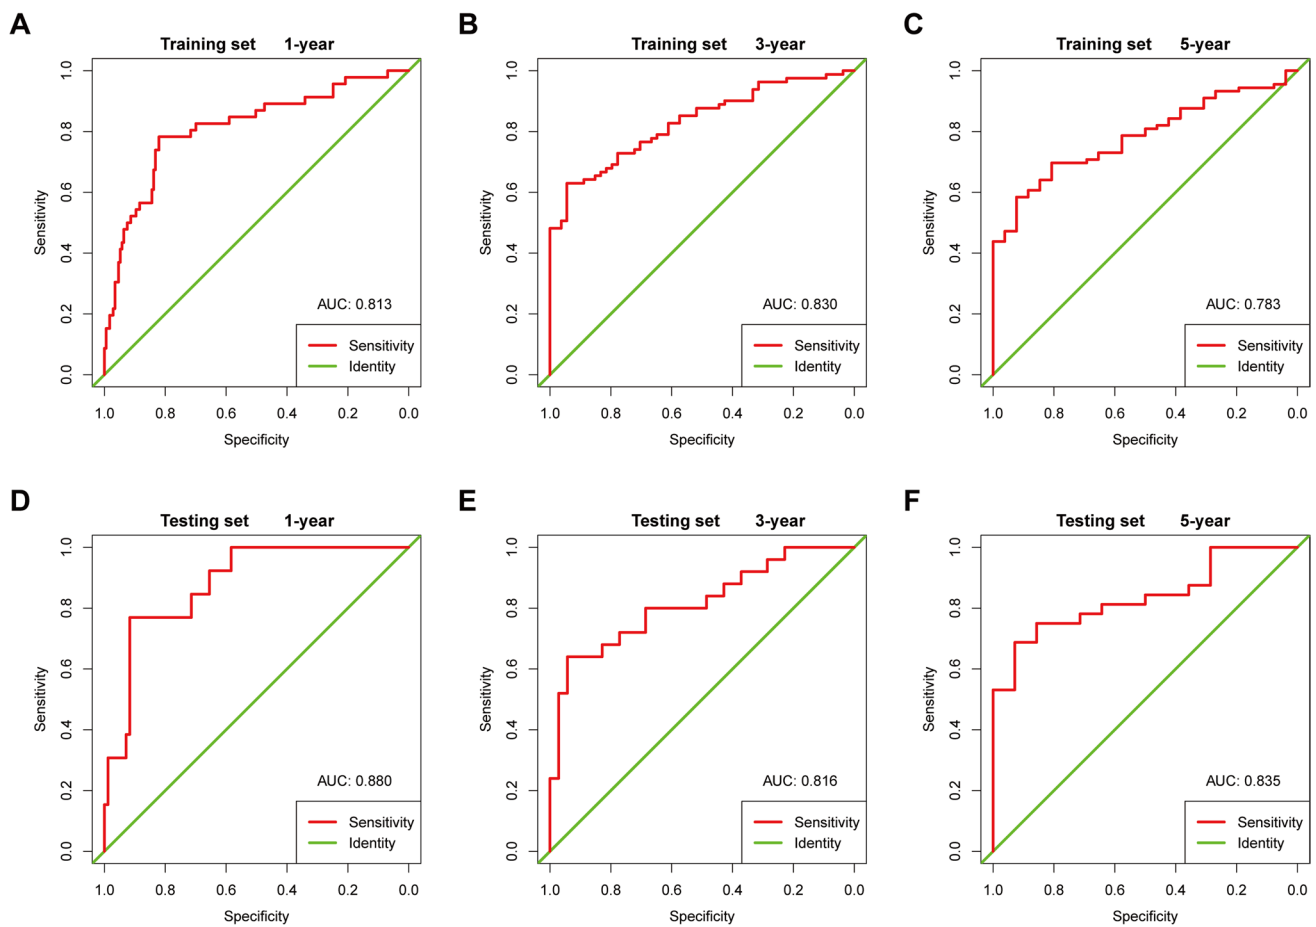 A
Training set 1-year
1.0
0.8
0.6
0.4
0.2
0.0
Sensitivity
AUC: 0.813
Sensitivity
Identity
1.0 0.8 0.6 0.4 0.2 0.0
Specificity
B
Training set 3-year
1.0
0.8
0.6
0.4
0.2
0.0
Sensitivity
AUC: 0.830
Sensitivity
Identity
1.0 0.8 0.6 0.4 0.2 0.0
Specificity
C
Training set 5-year
1.0
0.8
0.6
0.4
0.2
0.0
Sensitivity
AUC: 0.783
Sensitivity
Identity
1.0 0.8 0.6 0.4 0.2 0.0
Specificity
D
Testing set 1-year
1.0
0.8
0.6
0.4
0.2
0.0
Sensitivity
AUC: 0.880
Sensitivity
Identity
1.0 0.8 0.6 0.4 0.2 0.0
Specificity
E
Testing set 3-year
1.0
0.8
0.6
0.4
0.2
0.0
Sensitivity
AUC: 0.816
Sensitivity
Identity
1.0 0.8 0.6 0.4 0.2 0.0
Specificity
F
Testing set 5-year
1.0
0.8
0.6
0.4
0.2
0.0
Sensitivity
AUC: 0.835
Sensitivity
Identity
1.0 0.8 0.6 0.4 0.2 0.0
Specificity